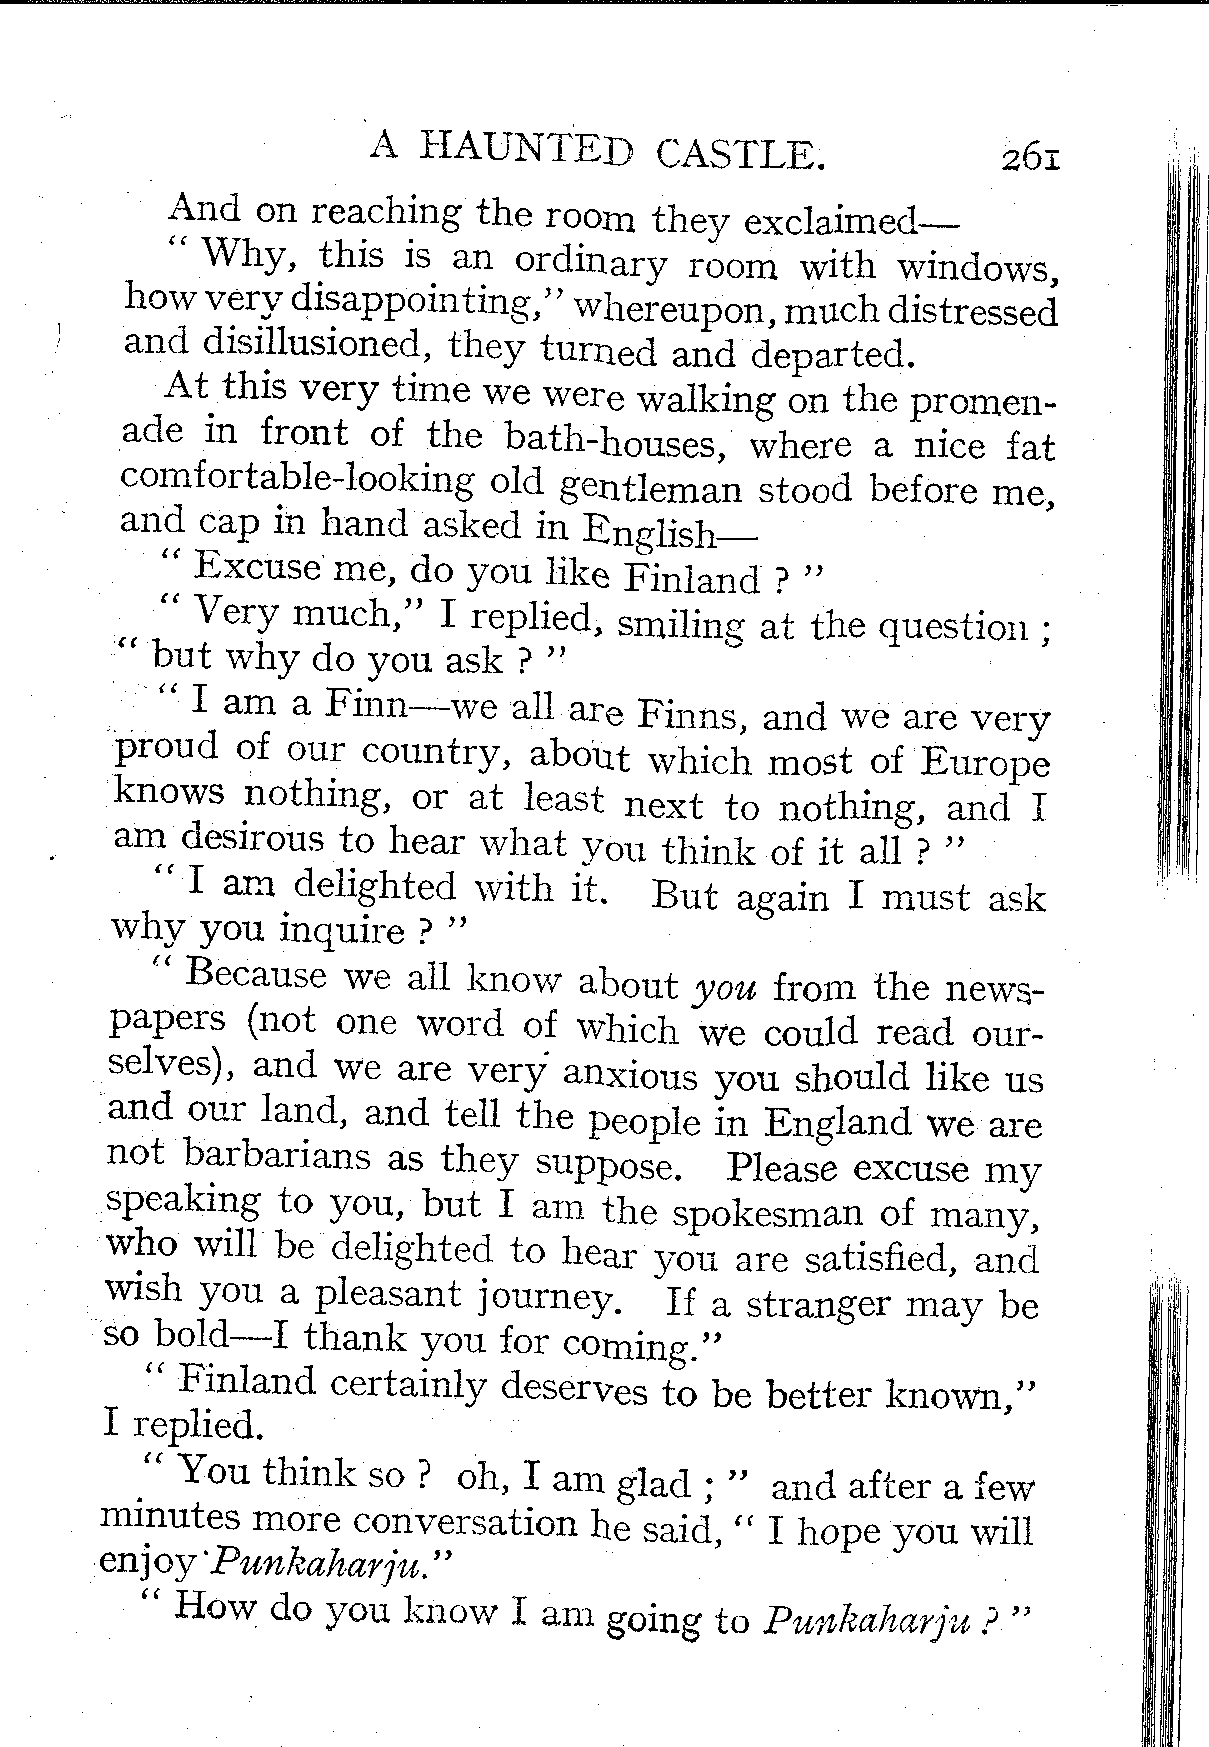 A HAUNTED CASTLE. 261
And on reaching the room they exclaimed—
“ Why, this is an ordinary room with windows,
how very disappointing,” whereupon, much distressed
and disillusioned, they turned and departed.
At this very time we were walking on the promen-
ade in front of the bath-houses, where a nice fat
comfortable-looking old gentleman stood before me,
and cap in hand asked in English—
“ Excuse me, do you like Finland ? ”
“ Very much,” I replied, smiling at the question ;
“ but why do you ask ? ”
“ I am a Finn—we all are Finns, and we are very
proud of our country, about which most of Europe
knows nothing, or at least next to nothing, and I
am desirous to hear what you think of it all ? ”
“ I am delighted with it. But again I must ask
why you inquire ? ”
“ Because we all know about you from the news-
papers (not one word of which we could read our-
selves), and we are very anxious you should like us
and our land, and tell the people in England we are
not barbarians as they suppose. Please excuse my
speaking to you, but I am the spokesman of many,
who will be delighted to hear you are satisfied, and
wish you a pleasant journey. If a stranger may be
so bold—I thank you for coming.”
“ Finland certainly deserves to be better known,”
I replied.
“ You think so ? oh, I am glad ; ” and after a few
minutes more conversation he said, “ I hope you will
enjoy Punkaharju.”
“ How do you know I am going to Punkaharju ? ”